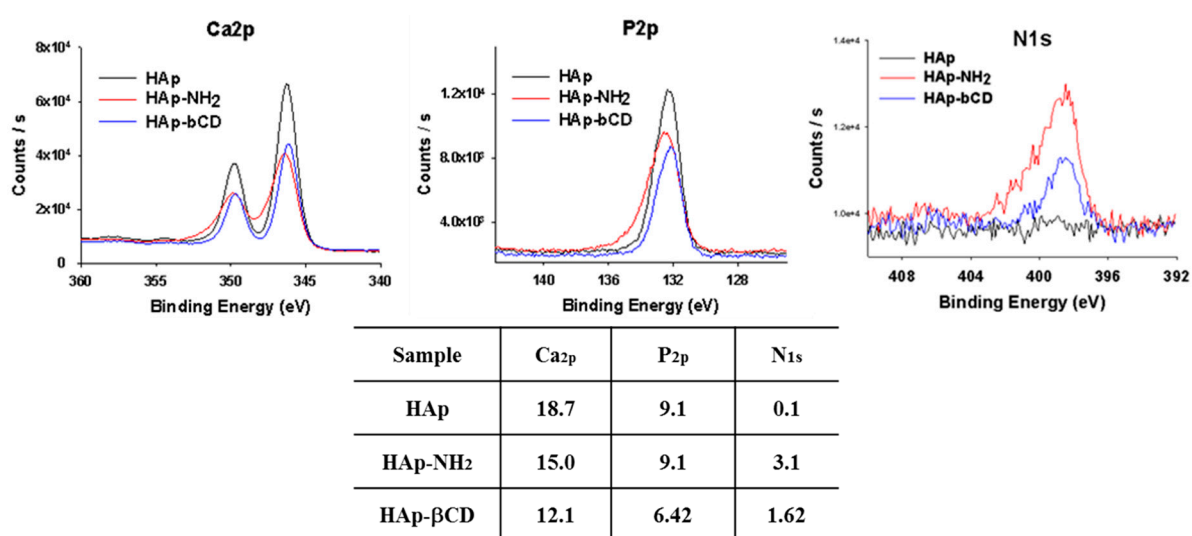 Ca2p
8x10⁴
6x10⁴
4x10⁴
2x10⁴
0
HAp
HAp-NH2
HAp-bCD
Counts / s
360 355 350 345 340
Binding Energy (eV)
P2p
1.2x10⁴
8.0x10³
4.0x10³
HAp
HAp-NH2
HAp-bCD
Counts / s
140 136 132 128
Binding Energy (eV)
N1s
1.4e+4
1.2e+4
1.0e+4
HAp
HAp-NH2
HAp-bCD
Counts / s
408 404 400 396 392
Binding Energy (eV)
Sample Ca2p P2p N1s
HAp 18.7 9.1 0.1
HAp-NH2 15.0 9.1 3.1
HAp-βCD 12.1 6.42 1.62